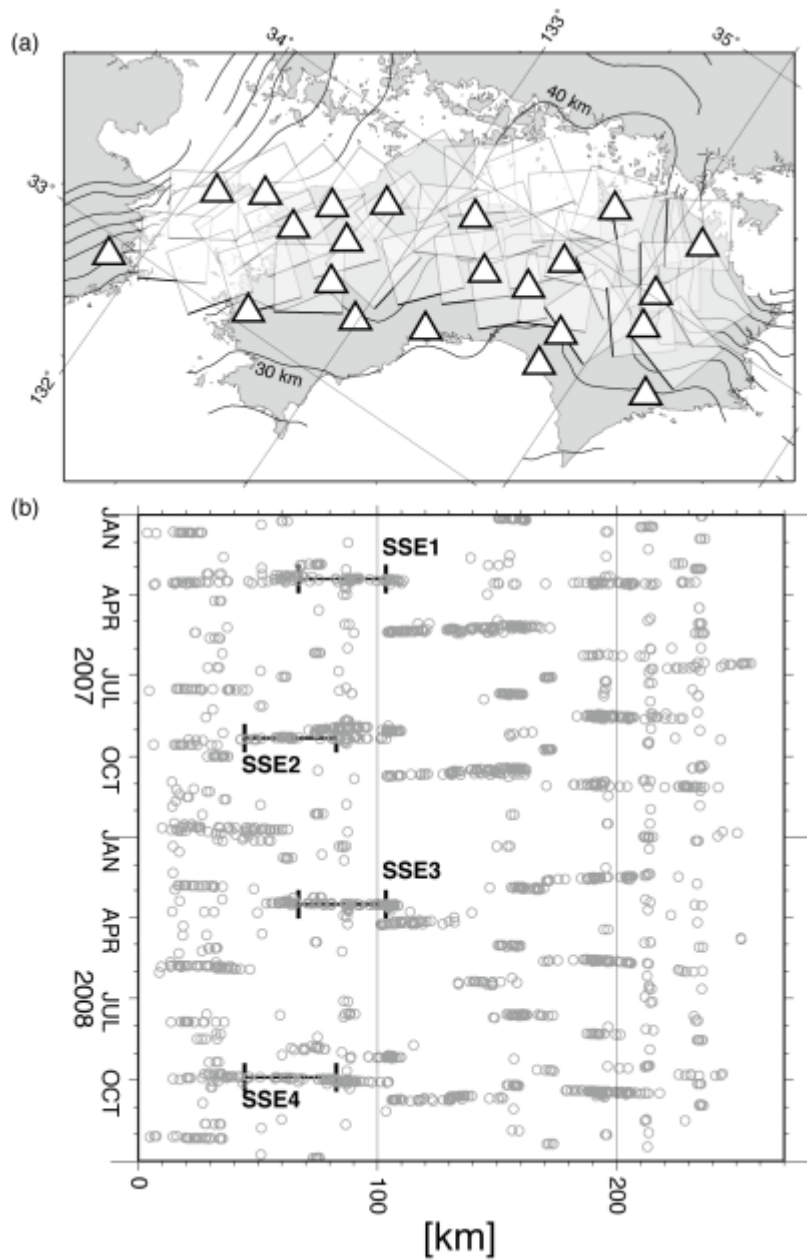 (a)
34°
133°
35°
40 km
33°
132°
30 km
(b)
JAN
SSE1
APR
JUL
2007
SSE2
OCT
JAN
SSE3
APR
JUL
2008
OCT
SSE4
0
100
200
[km]